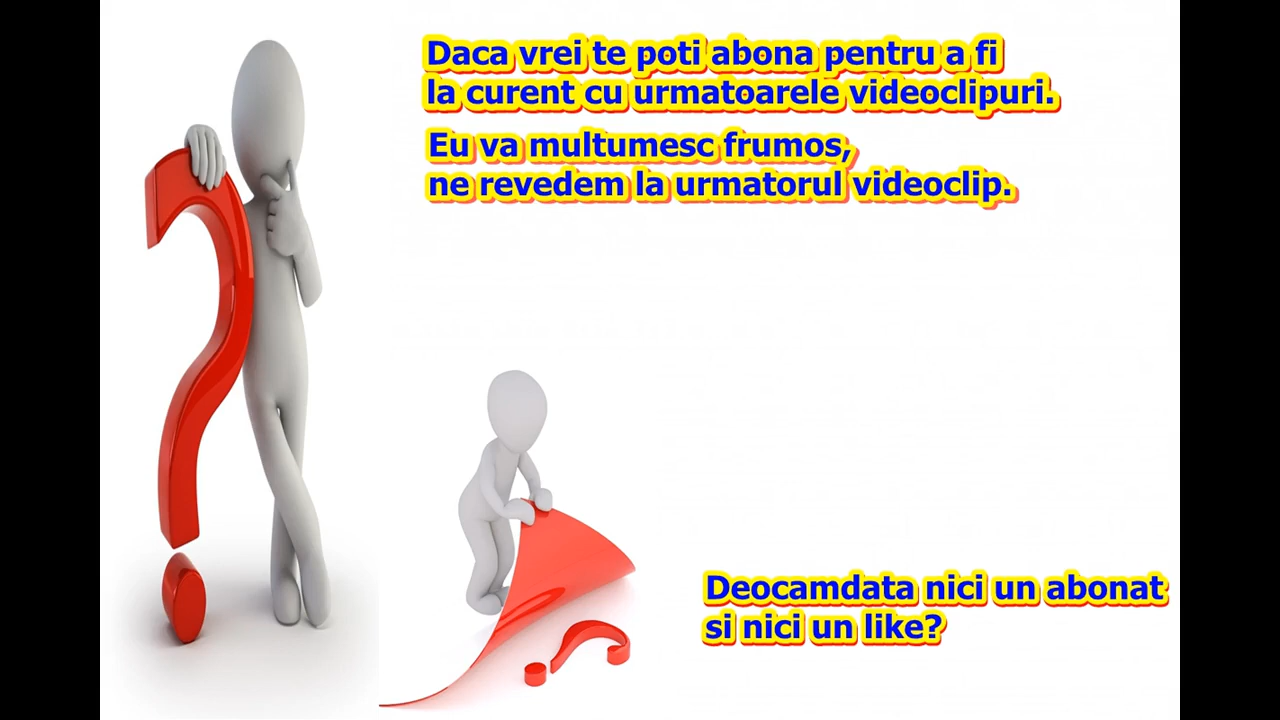 Daca vrei te poti abona pentru a fi
la curent cu urmatoarele videoclipuri.
Eu va multumesc frumos,
ne revedem la urmatorul videoclip.
Deocamdata nici un abonat
si nici un like?